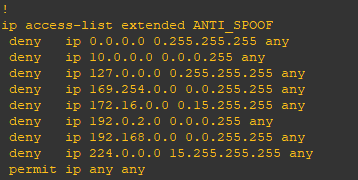 !
ip access-list extended ANTI_SPOOF
deny ip 0.0.0.0 0.255.255.255 any
deny ip 10.0.0.0 0.0.0.255 any
deny ip 127.0.0.0 0.255.255.255 any
deny ip 169.254.0.0 0.0.255.255 any
deny ip 172.16.0.0 0.15.255.255 any
deny ip 192.0.2.0 0.0.0.255 any
deny ip 192.168.0.0 0.0.255.255 any
deny ip 224.0.0.0 15.255.255.255 any
permit ip any any